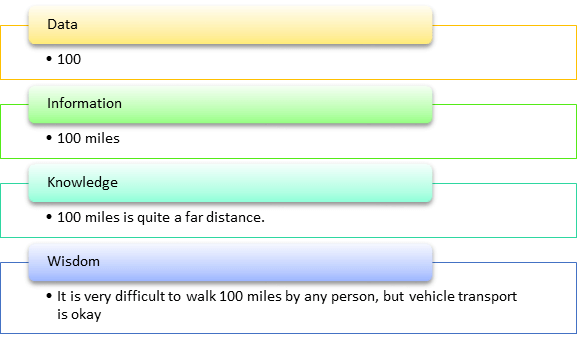 Data
• 100
Information
• 100 miles
Knowledge
• 100 miles is quite a far distance.
Wisdom
• It is very difficult to walk 100 miles by any person, but vehicle transport
is okay